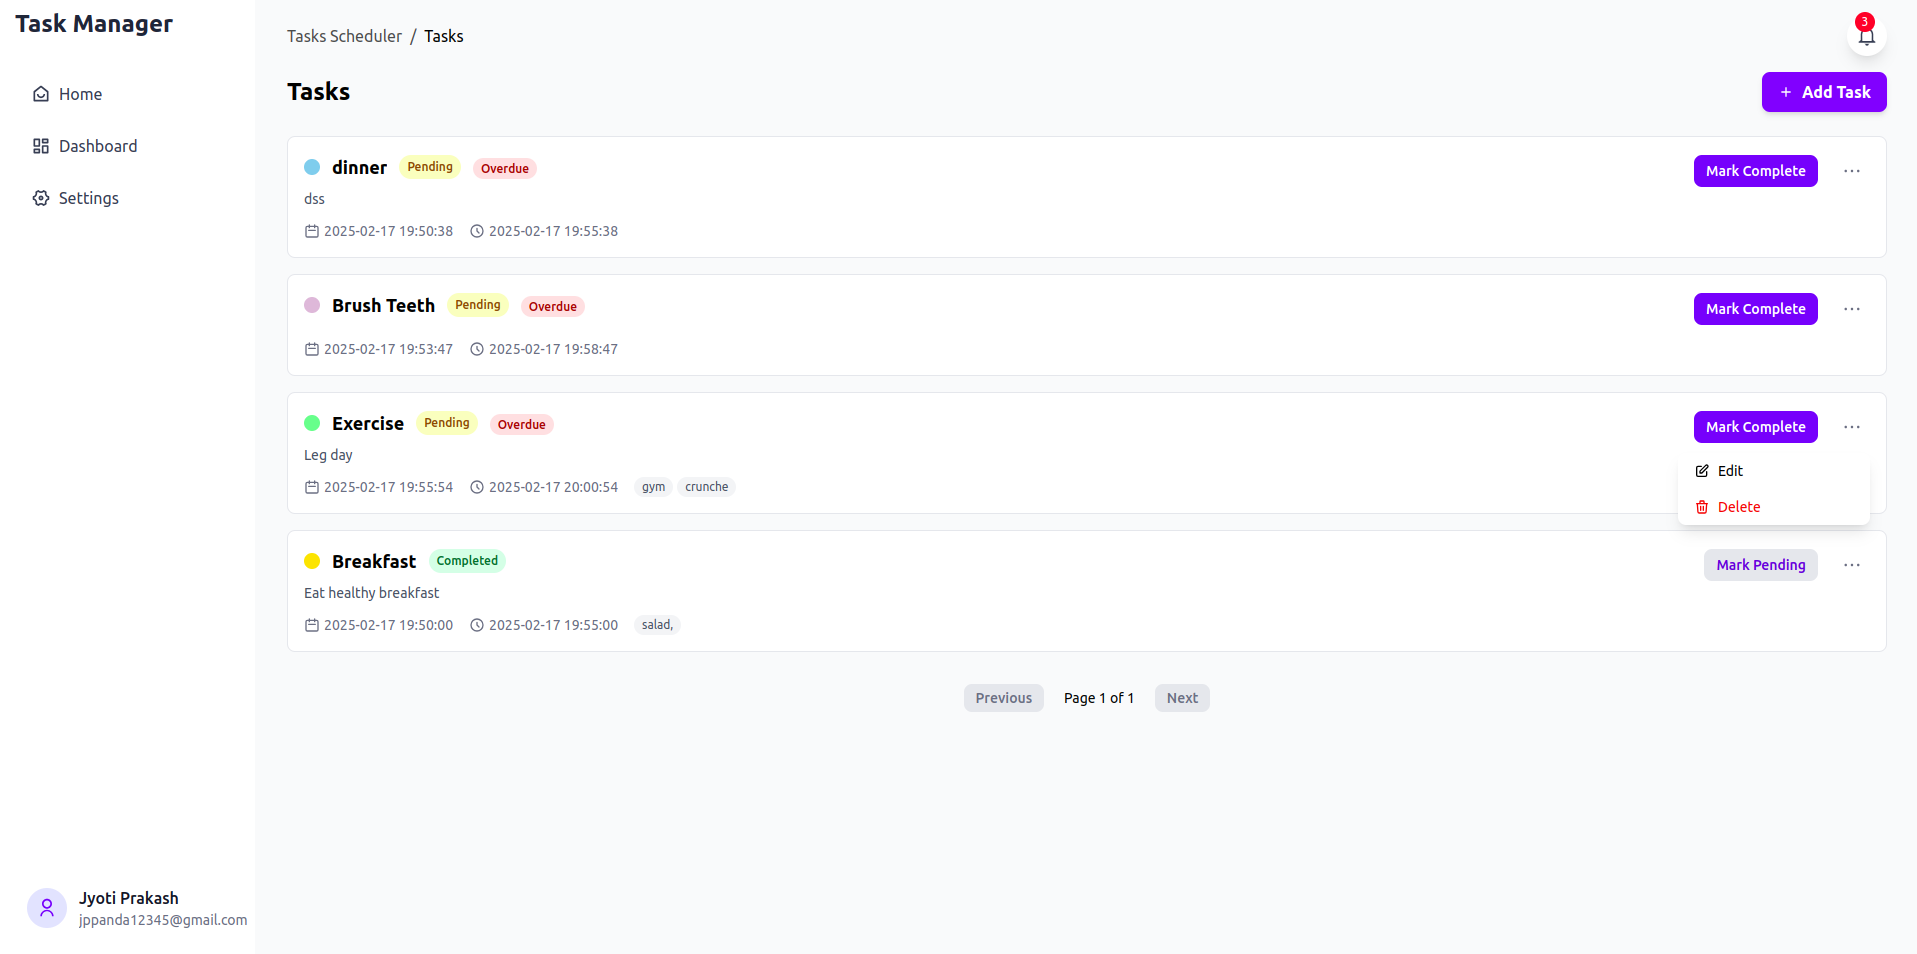 Task Manager
Home
Dashboard
Settings
Jyoti Prakash
jppanda12345@gmail.com
Tasks Scheduler / Tasks
3
Tasks
+ Add Task
dinner Pending Overdue
Mark Complete ...
dss
2025-02-17 19:50:38 2025-02-17 19:55:38
Brush Teeth Pending Overdue
Mark Complete ...
2025-02-17 19:53:47 2025-02-17 19:58:47
Exercise Pending Overdue
Mark Complete ...
Leg day
2025-02-17 19:55:54 2025-02-17 20:00:54 gym crunche
Edit
Delete
Breakfast Completed
Mark Pending ...
Eat healthy breakfast
2025-02-17 19:50:00 2025-02-17 19:55:00 salad,
Previous Page 1 of 1 Next